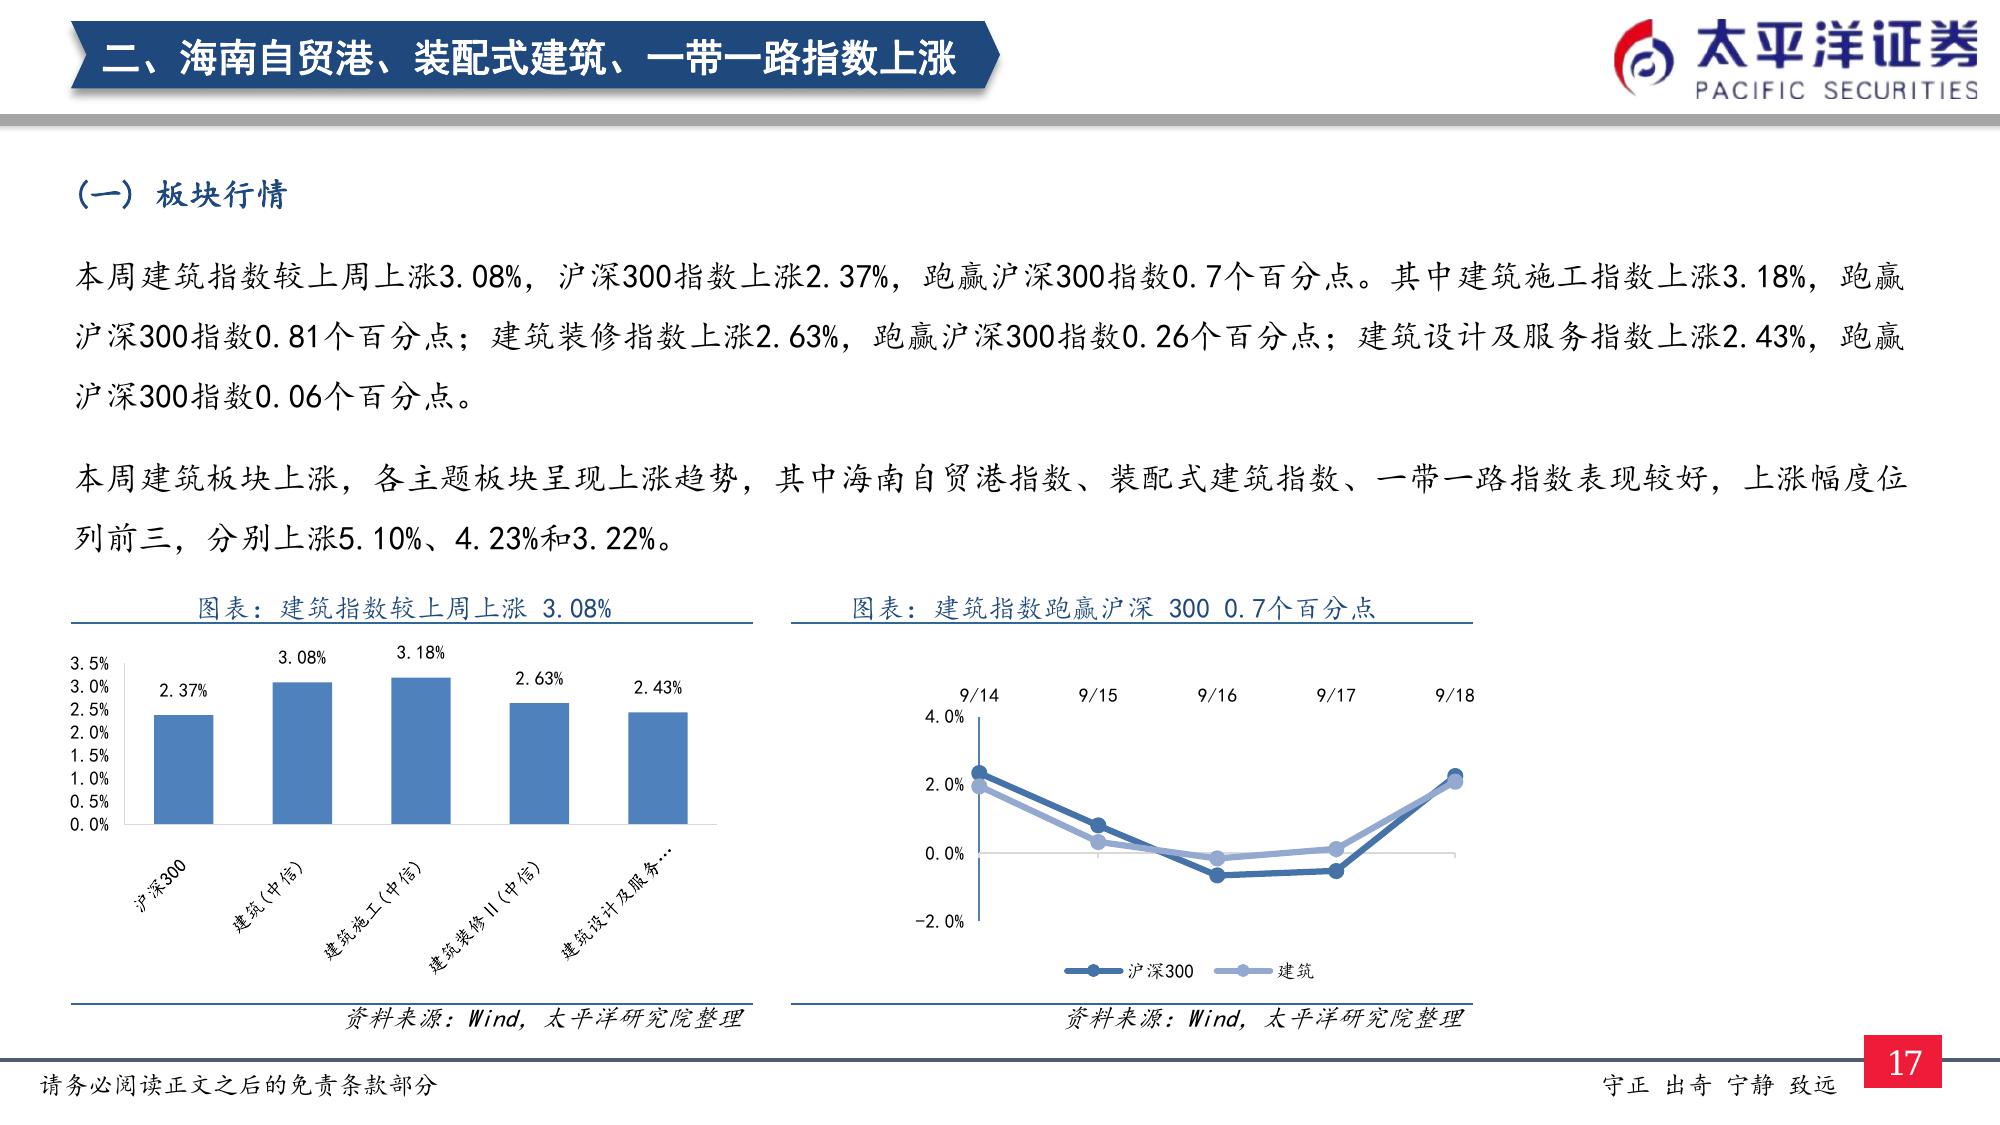 二、海南自贸港、装配式建筑、一带一路指数上涨
太平洋证券
PACIFIC SECURITIES
(一) 板块行情
本周建筑指数较上周上涨3.08%，沪深300指数上涨2.37%，跑赢沪深300指数0.7个百分点。其中建筑施工指数上涨3.18%，跑赢
沪深300指数0.81个百分点；建筑装修指数上涨2.63%，跑赢沪深300指数0.26个百分点；建筑设计及服务指数上涨2.43%，跑赢
沪深300指数0.06个百分点。
本周建筑板块上涨，各主题板块呈现上涨趋势，其中海南自贸港指数、装配式建筑指数、一带一路指数表现较好，上涨幅度位
列前三，分别上涨5.10%、4.23%和3.22%。
图表：建筑指数较上周上涨 3.08%
3.5%
3.0%
2.5%
2.0%
1.5%
1.0%
0.5%
0.0%
2.37%
3.08%
3.18%
2.63%
2.43%
沪深300
建筑(中信)
建筑施工(中信)
建筑装修Ⅱ(中信)
建筑设计及服务…
资料来源：Wind，太平洋研究院整理
图表：建筑指数跑赢沪深 300 0.7个百分点
9/14 9/15 9/16 9/17 9/18
4.0%
2.0%
0.0%
-2.0%
沪深300 建筑
资料来源：Wind，太平洋研究院整理
请务必阅读正文之后的免责条款部分
守正 出奇 宁静 致远
17